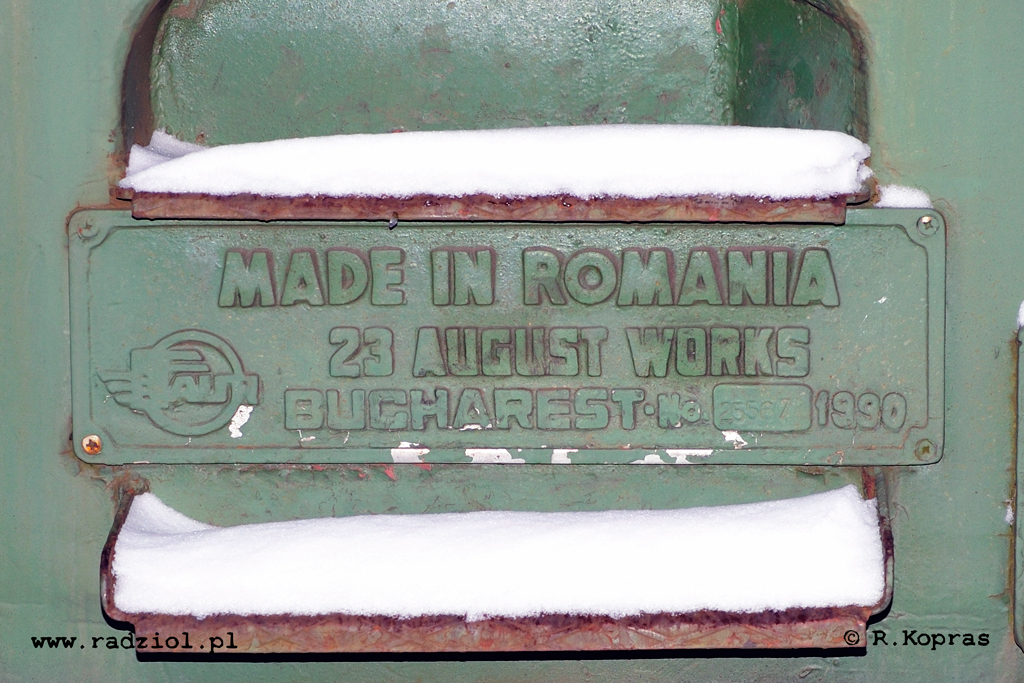 MADE IN ROMANIA
23 AUGUST WORKS
BUCHAREST·No. 1990
www.radziol.pl
© R.Kopras